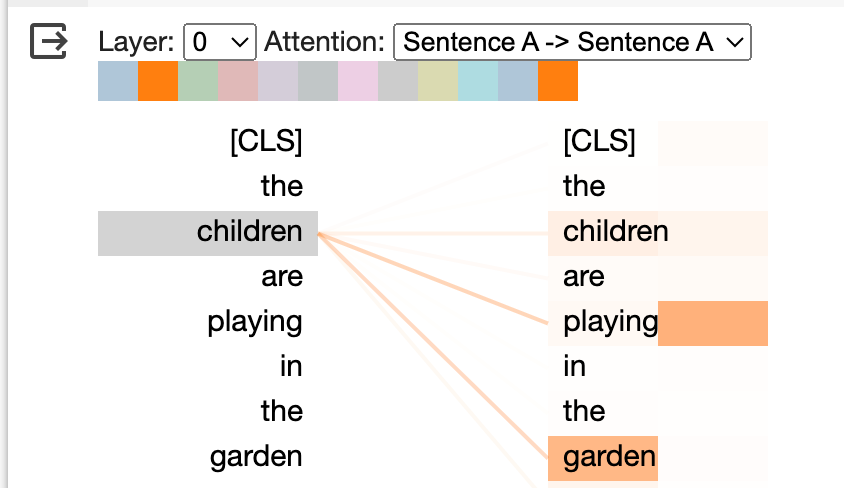 Layer: 0 Attention: Sentence A -> Sentence A
[CLS] [CLS]
the the
children children
are are
playing playing
in in
the the
garden garden